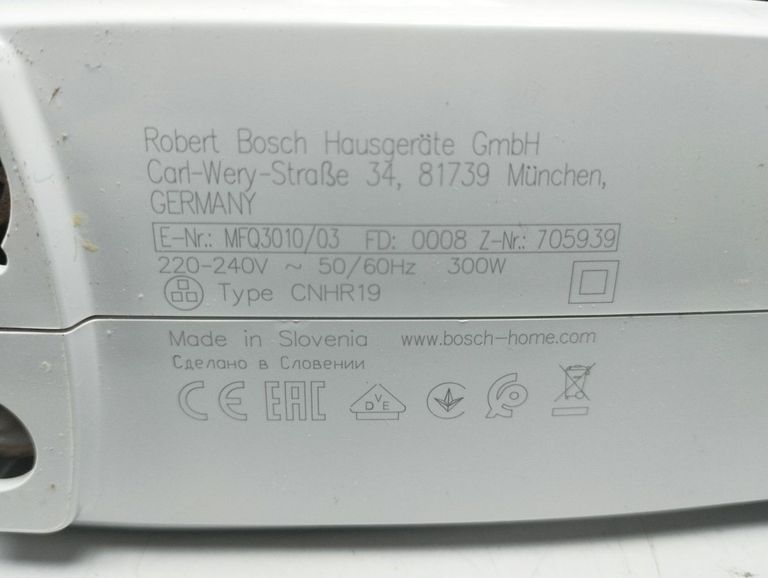 Robert Bosch Hausgeräte GmbH
Carl-Wery-Straße 34, 81739 München,
GERMANY
E-Nr.: MFQ3010/03 FD: 0008 Z-Nr.: 705939
220-240V ~ 50/60Hz 300W
Type CNHR19
Made in Slovenia www.bosch-home.com
Сделано в Словении
CE EAC VDE